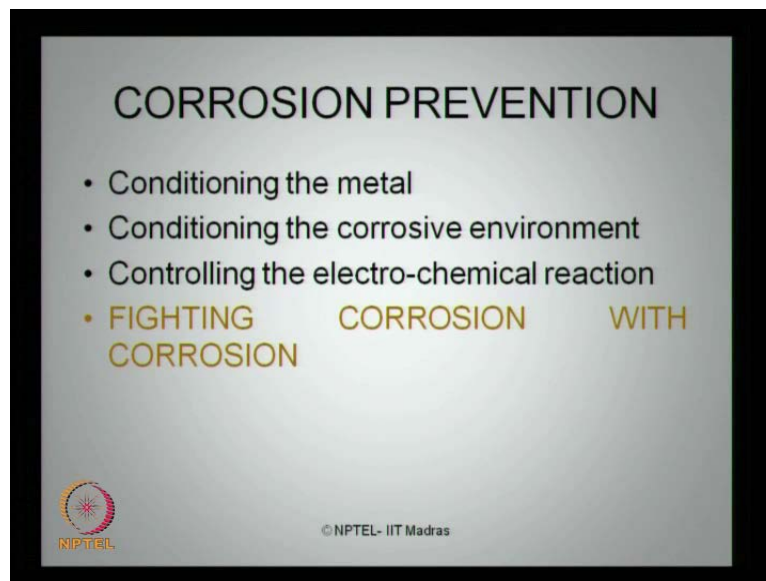 CORROSION PREVENTION
• Conditioning the metal
• Conditioning the corrosive environment
• Controlling the electro-chemical reaction
• FIGHTING CORROSION WITH
CORROSION
NPTEL
© NPTEL- IIT Madras